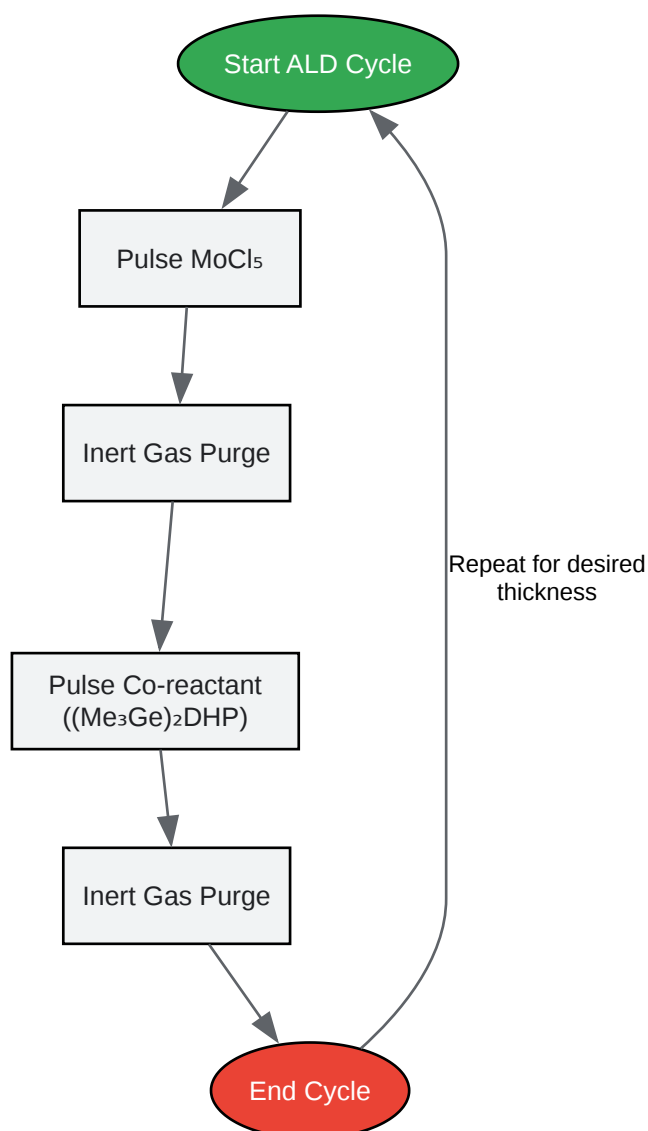 Start ALD Cycle
Pulse MoCl₅
Inert Gas Purge
Repeat for desired
thickness
Pulse Co-reactant
((Me₃Ge)₂DHP)
Inert Gas Purge
End Cycle